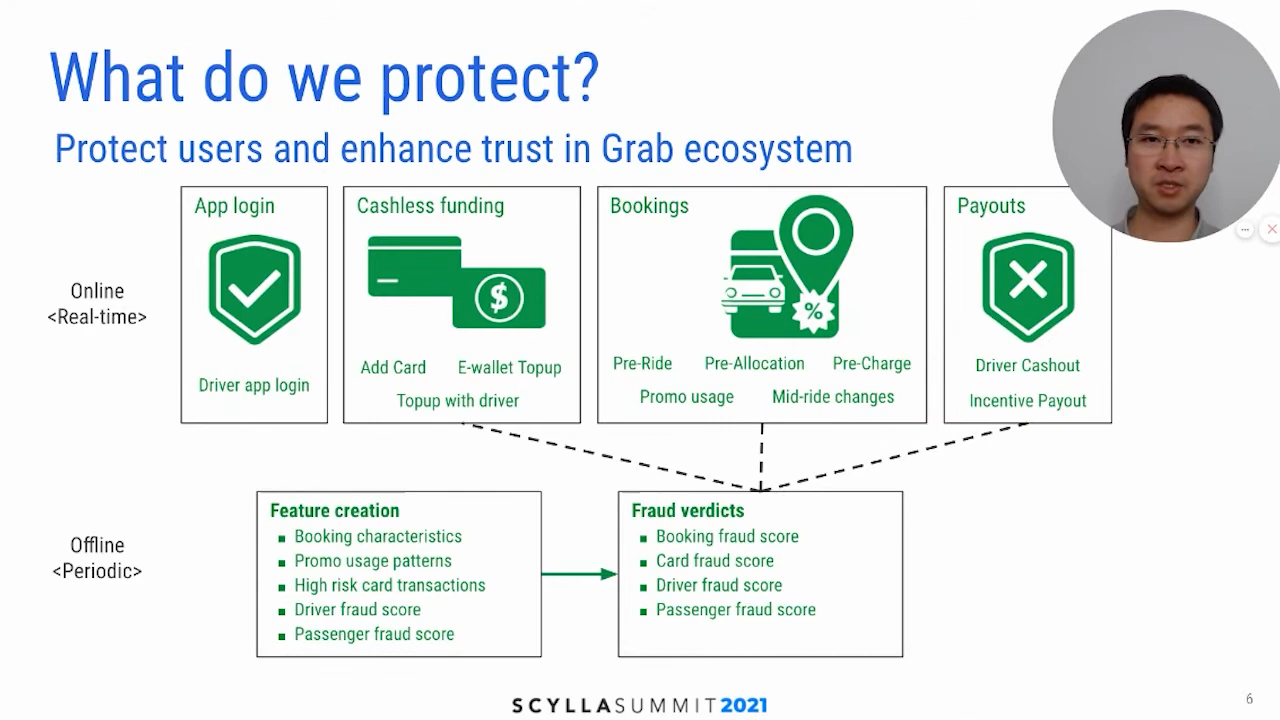 What do we protect?
Protect users and enhance trust in Grab ecosystem
Online
<Real-time>
App login
Driver app login
Cashless funding
$
Add Card E-wallet Topup
Topup with driver
Bookings
%
Pre-Ride Pre-Allocation Pre-Charge
Promo usage Mid-ride changes
Payouts
Driver Cashout
Incentive Payout
Offline
<Periodic>
Feature creation
Booking characteristics
Promo usage patterns
High risk card transactions
Driver fraud score
Passenger fraud score
Fraud verdicts
Booking fraud score
Card fraud score
Driver fraud score
Passenger fraud score
SCYLLASUMMIT 2021
6